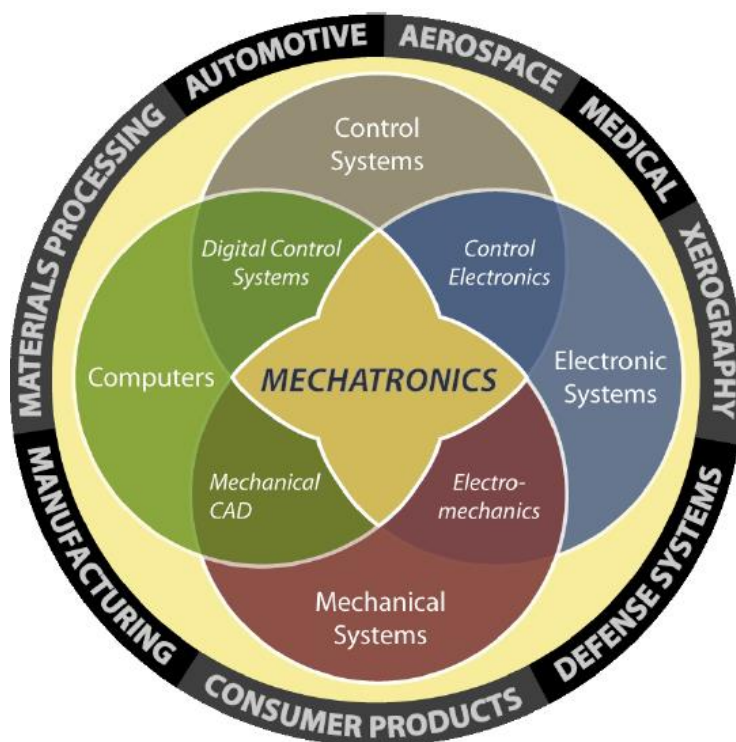 AUTOMOTIVE
AEROSPACE
MEDICAL
XEROGRAPHY
DEFENSE SYSTEMS
CONSUMER PRODUCTS
MANUFACTURING
MATERIALS PROCESSING
Control
Systems
Digital Control
Systems
Control
Electronics
Computers
MECHATRONICS
Electronic
Systems
Mechanical
CAD
Electro-
mechanics
Mechanical
Systems